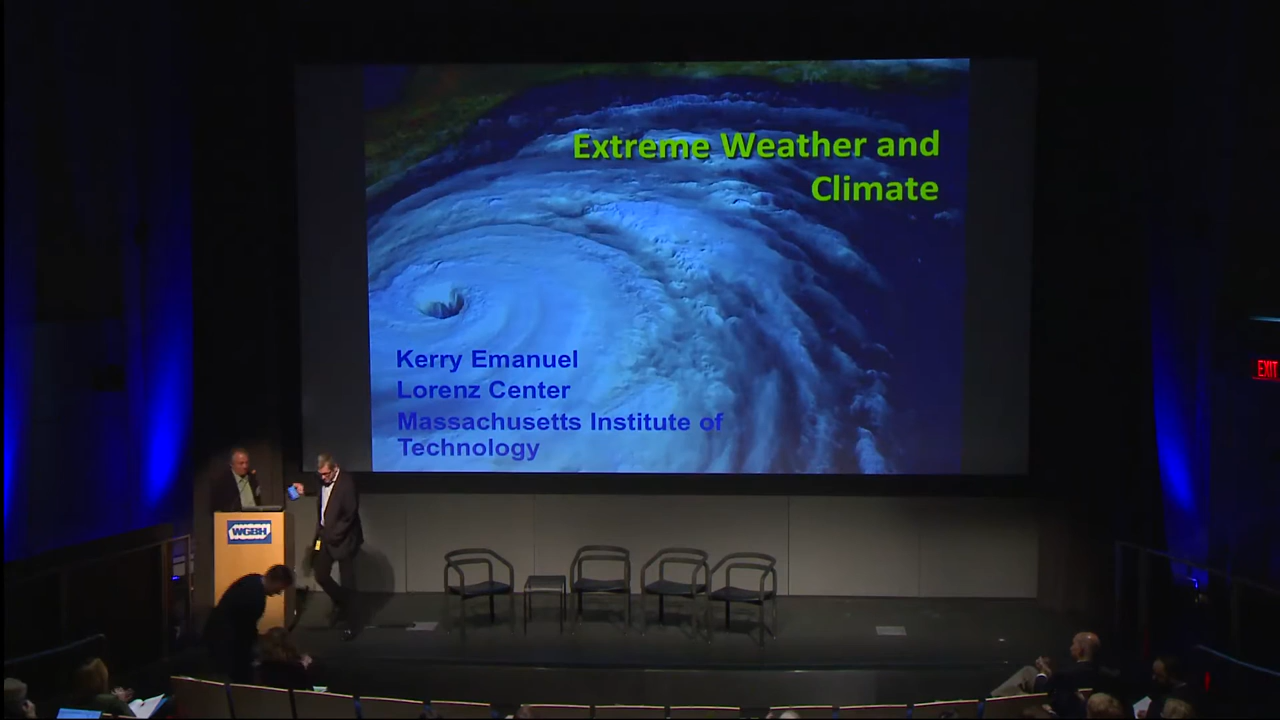 Extreme Weather and
Climate
Kerry Emanuel
Lorenz Center
Massachusetts Institute of
Technology
WGBH
EXIT